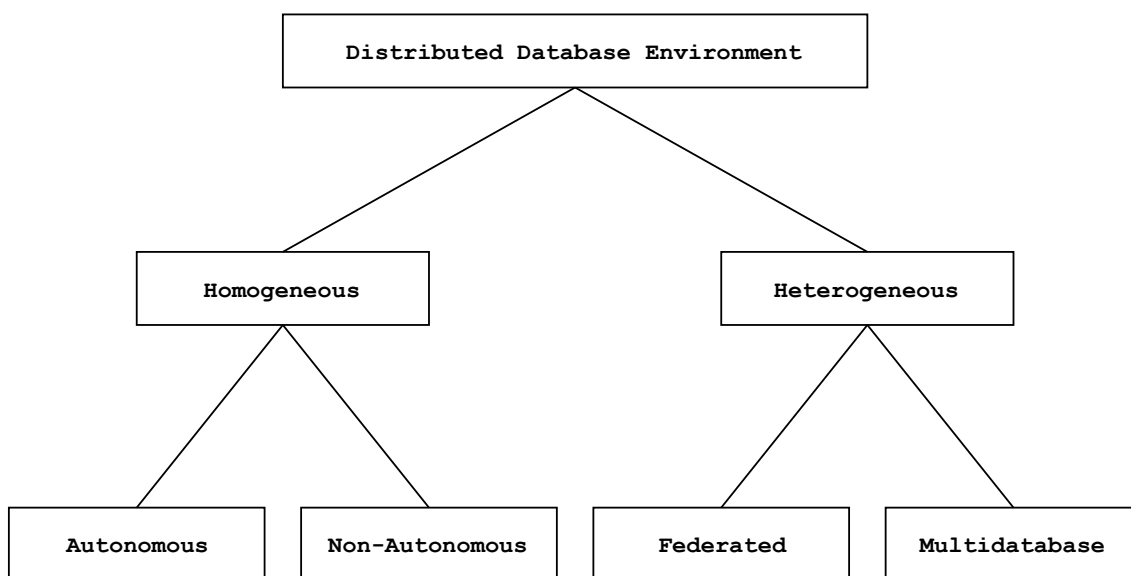 Distributed Database Environment
Homogeneous
Heterogeneous
Autonomous
Non-Autonomous
Federated
Multidatabase